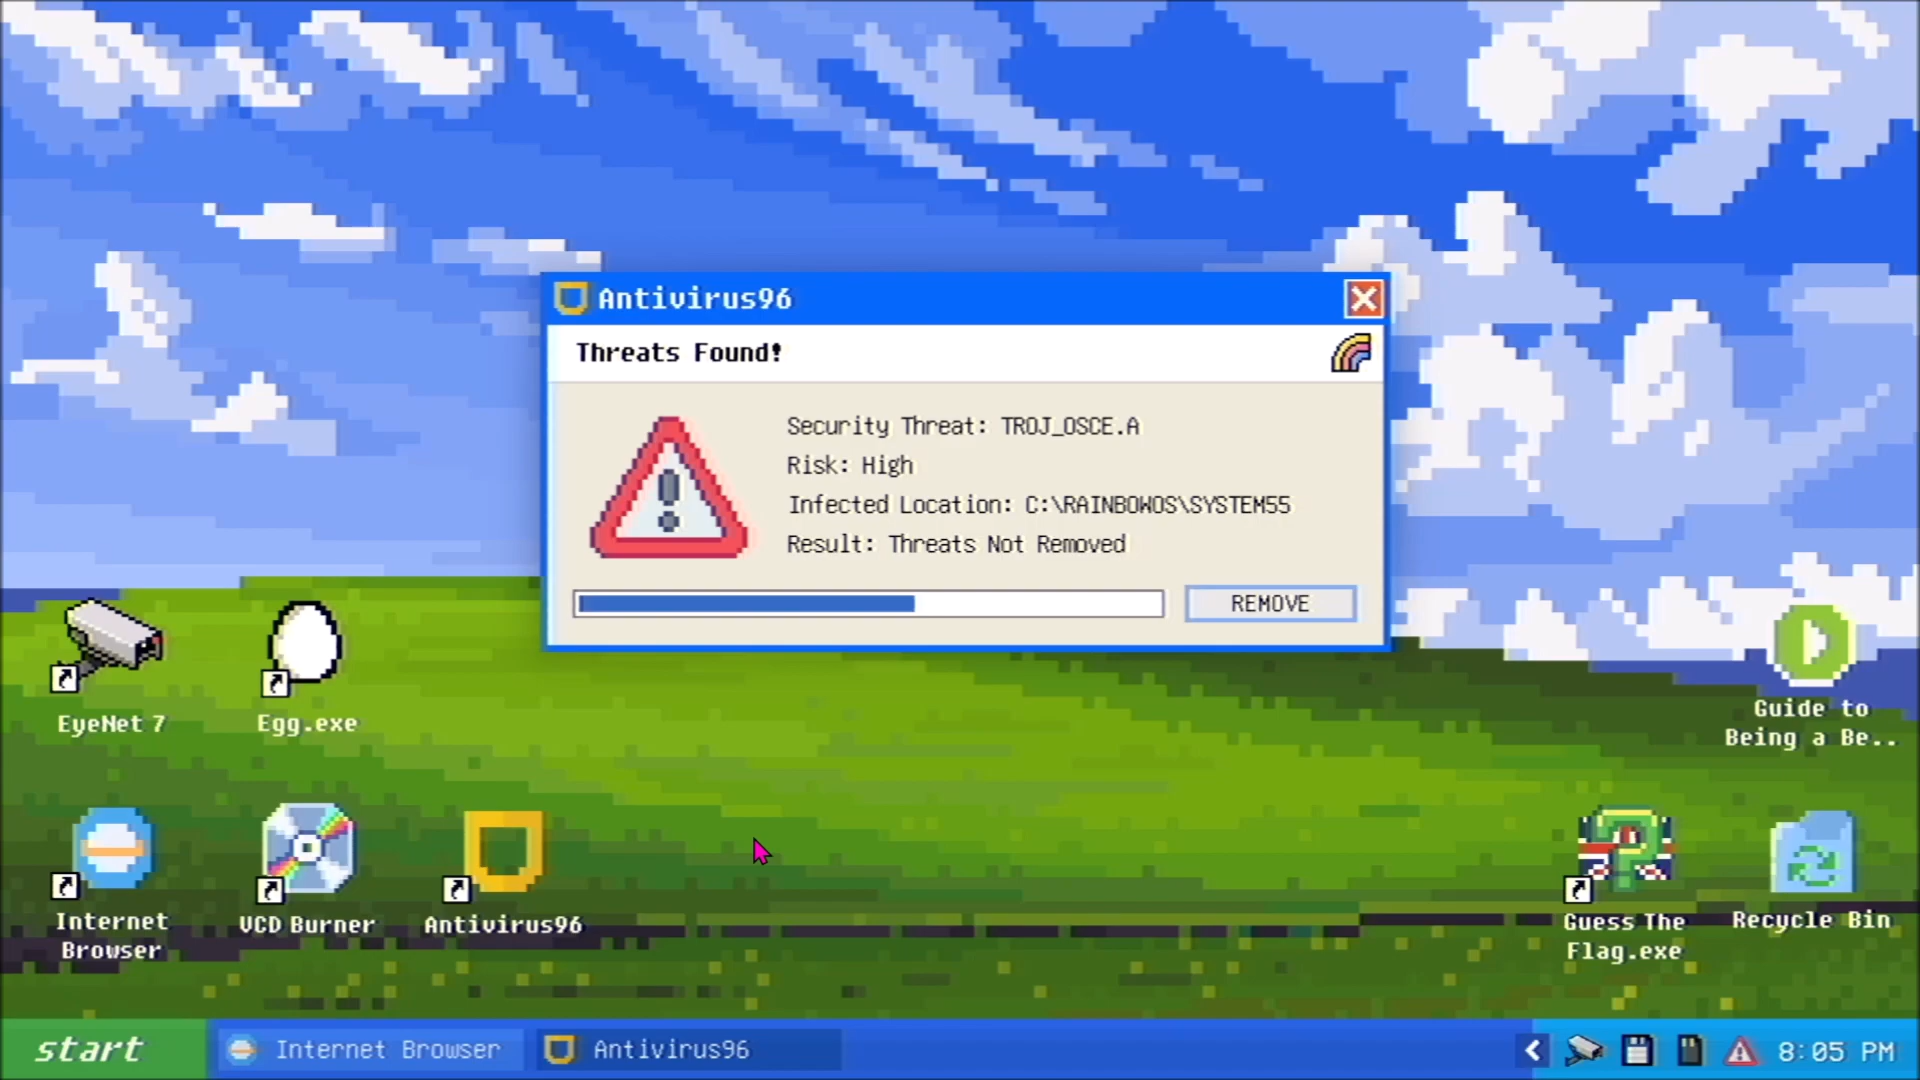 Antivirus96
Threats Found!
Security Threat: TROJ_OSCE.A
Risk: High
Infected Location: C:\RAINBOWOS\SYSTEM55
Result: Threats Not Removed
REMOVE
EyeNet 7
Egg.exe
Guide to
Being a Be..
Internet
Browser
VCD Burner
Antivirus96
Guess The
Flag.exe
Recycle Bin
start
Internet Browser
Antivirus96
8:05 PM